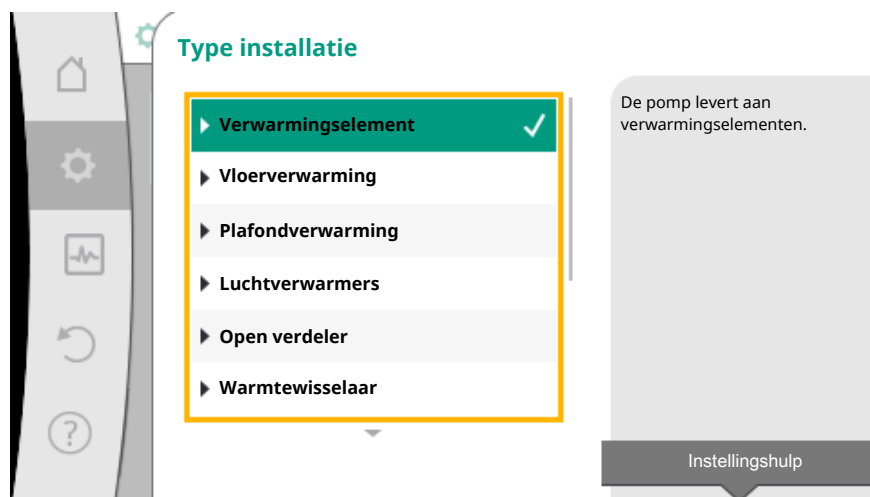 Type installatie
Verwarmingselement
Vloerverwarming
Plafondverwarming
Luchtverwarmers
Open verdeler
Warmtewisselaar
De pomp levert aan
verwarmingselementen.
Instellingshulp
?